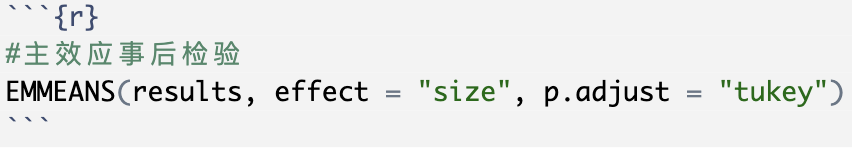 ```{r}
#主效应事后检验
EMMEANS(results, effect = "size", p.adjust = "tukey")
```